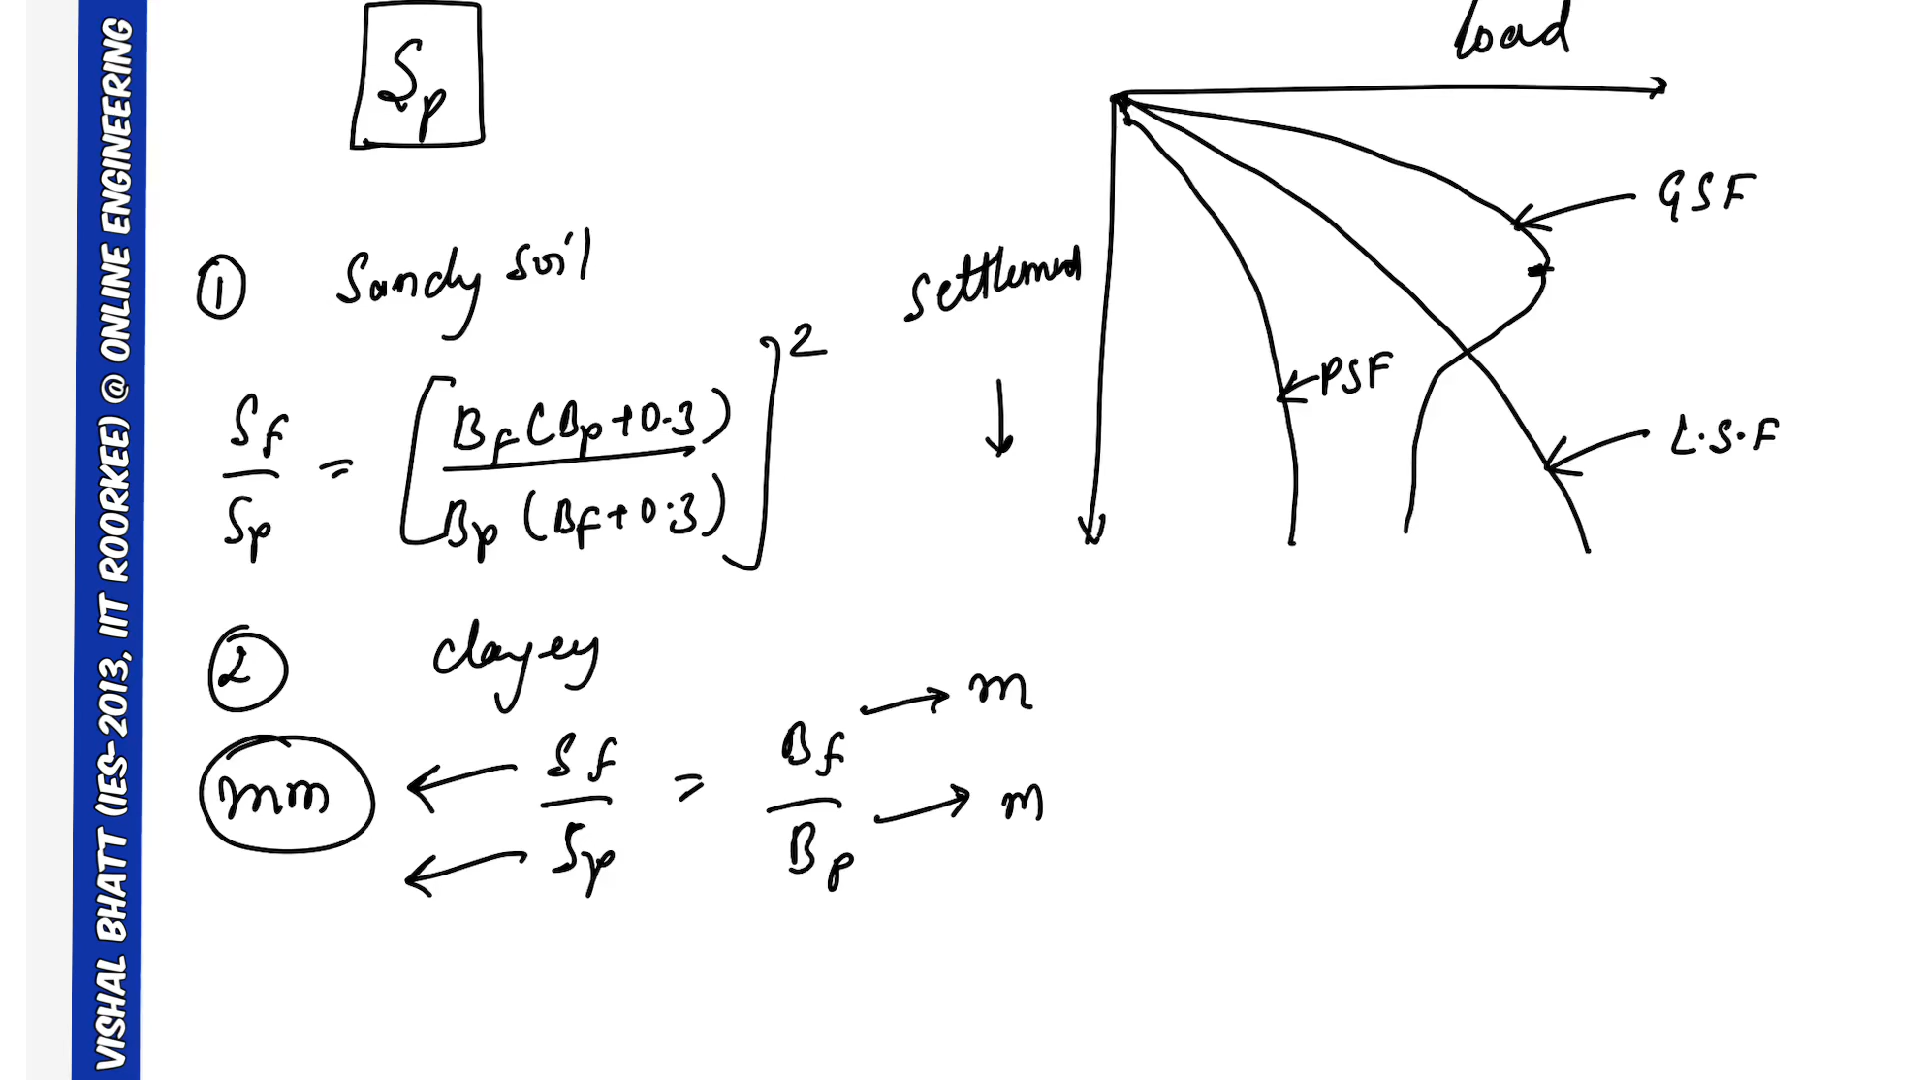 VISHAL BHATT (IES-2013, IIT ROORKEE) @ ONLINE ENGINEERING
Sp
① Sandy soil
Sf/Sp = [Bf(Bp+0.3)/Bp(Bf+0.3)]²
② clayey
mm ← Sf/Sp = Bf/Bp → m
→ m
load
settlement ↓
GSF
PSF
L.S.F